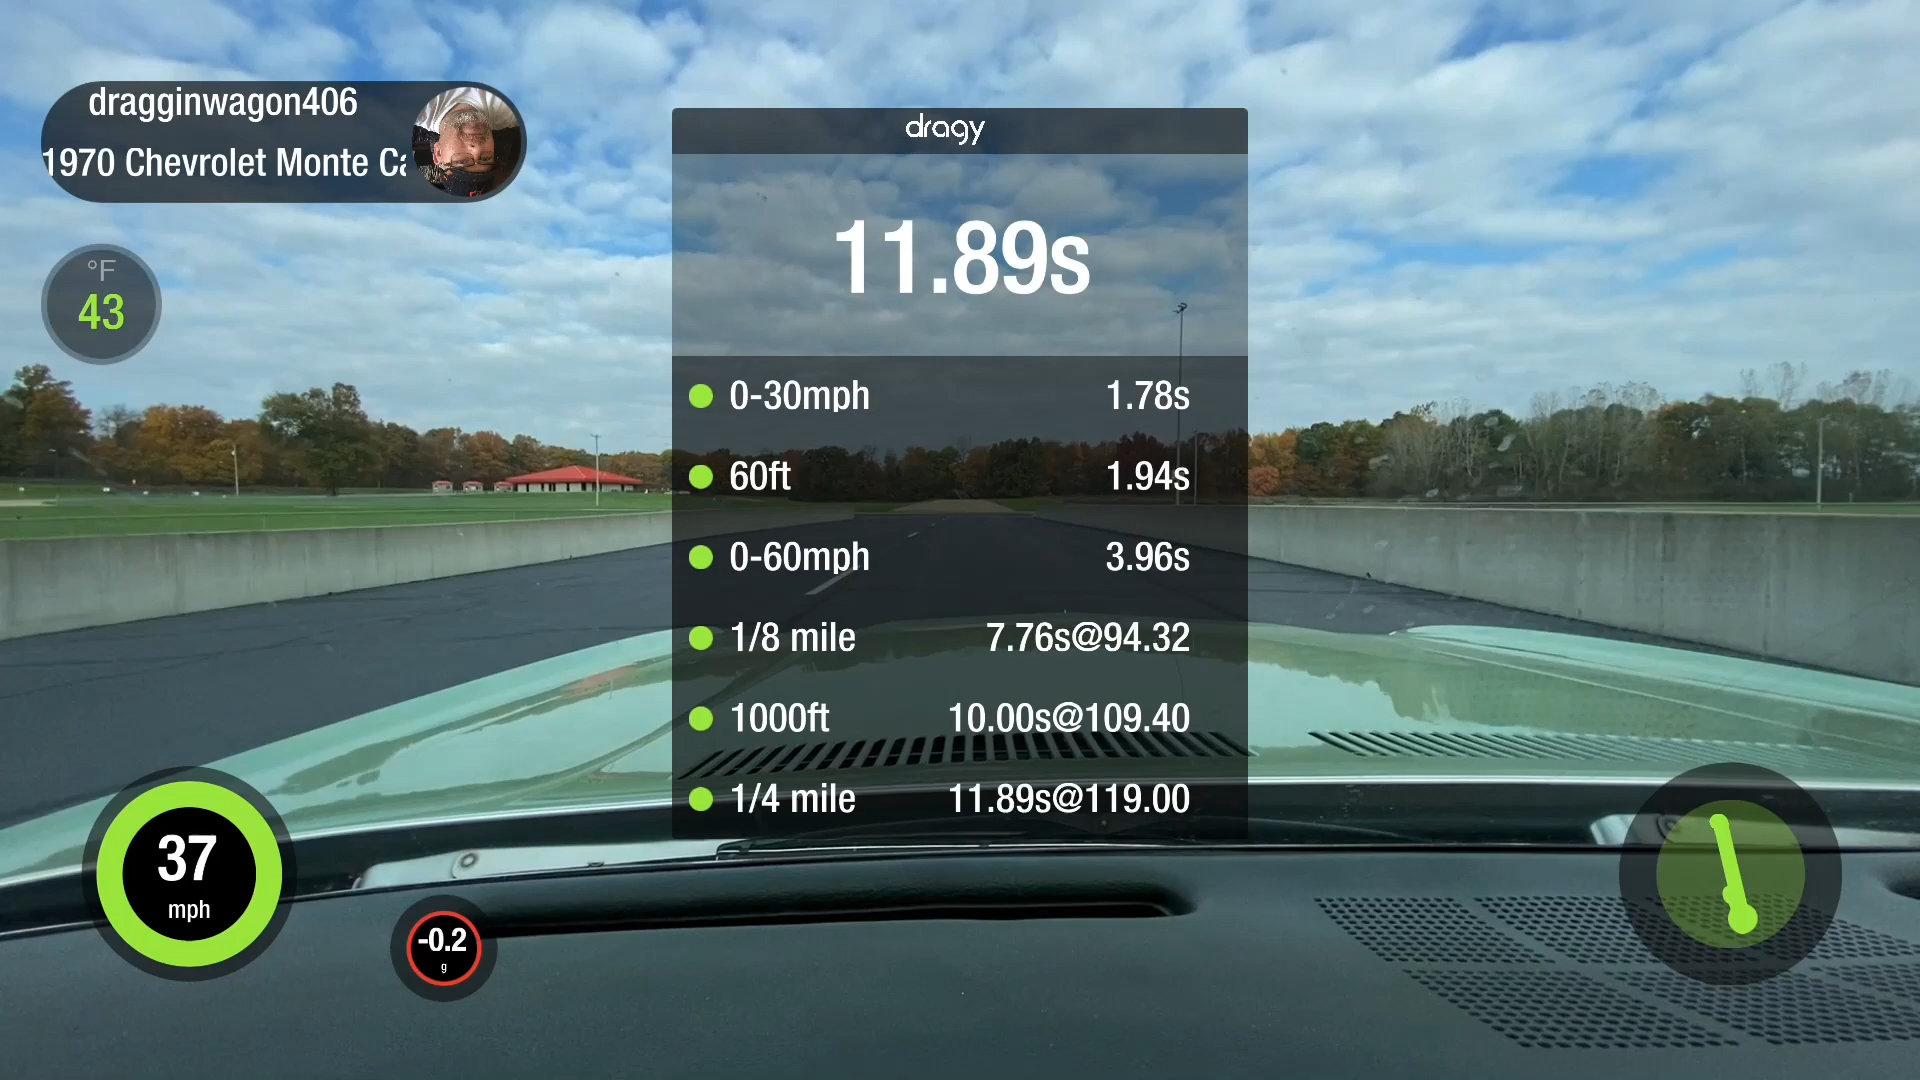 dragginwagon406
1970 Chevrolet Monte Ca
°F
43
dragy
11.89s
0-30mph 1.78s
60ft 1.94s
0-60mph 3.96s
1/8 mile 7.76s@94.32
1000ft 10.00s@109.40
1/4 mile 11.89s@119.00
37
mph
-0.2
g